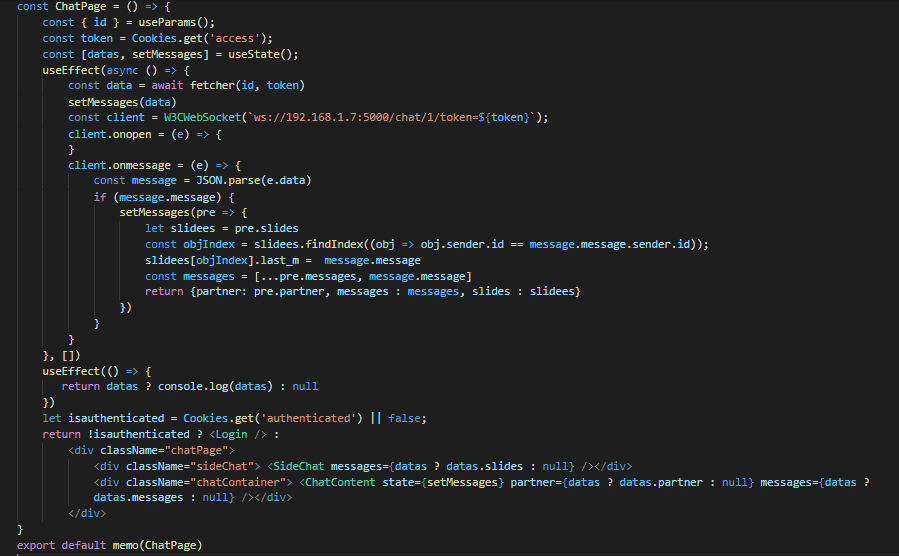 const ChatPage = () => {
    const { id } = useParams();
    const token = Cookies.get('access');
    const [datas, setMessages] = useState();
    useEffect(async () => {
        const data = await fetcher(id, token)
        setMessages(data)
        const client = W3CWebSocket(`ws://192.168.1.7:5000/chat/1/token=${token}`);
        client.onopen = (e) => {
        }
        client.onmessage = (e) => {
            const message = JSON.parse(e.data)
            if (message.message) {
                setMessages(pre => {
                    let slidees = pre.slides
                    const objIndex = slidees.findIndex((obj => obj.sender.id == message.message.sender.id));
                    slidees[objIndex].last_m =  message.message
                    const messages = [...pre.messages, message.message]
                    return {partner: pre.partner, messages : messages, slides : slidees}
                })
            }
        }
    }, [])
    useEffect(() => {
       return datas ? console.log(datas) : null
    })
    let isauthenticated = Cookies.get('authenticated') || false;
    return !isauthenticated ? <Login /> :
        <div className="chatPage">
            <div className="sideChat"> <SideChat messages={datas ? datas.slides : null} /></div>
            <div className="chatContainer"> <ChatContent state={setMessages} partner={datas ? datas.partner : null} messages={datas ?
            datas.messages : null} /></div>
        </div>
}
export default memo(ChatPage)